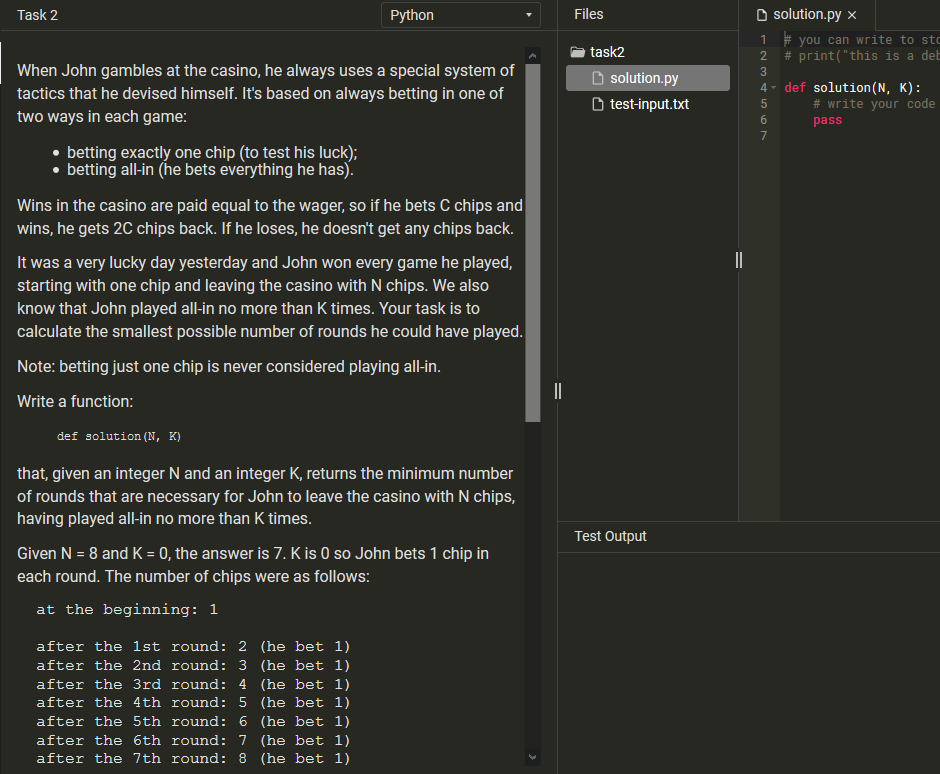 Task 2
Python
When John gambles at the casino, he always uses a special system of
tactics that he devised himself. It's based on always betting in one of
two ways in each game:
• betting exactly one chip (to test his luck);
• betting all-in (he bets everything he has).
Wins in the casino are paid equal to the wager, so if he bets C chips and
wins, he gets 2C chips back. If he loses, he doesn't get any chips back.
It was a very lucky day yesterday and John won every game he played,
starting with one chip and leaving the casino with N chips. We also
know that John played all-in no more than K times. Your task is to
calculate the smallest possible number of rounds he could have played.
Note: betting just one chip is never considered playing all-in.
Write a function:
def solution(N, K)
that, given an integer N and an integer K, returns the minimum number
of rounds that are necessary for John to leave the casino with N chips,
having played all-in no more than K times.
Given N = 8 and K = 0, the answer is 7. K is 0 so John bets 1 chip in
each round. The number of chips were as follows:
at the beginning: 1
after the 1st round: 2 (he bet 1)
after the 2nd round: 3 (he bet 1)
after the 3rd round: 4 (he bet 1)
after the 4th round: 5 (he bet 1)
after the 5th round: 6 (he bet 1)
after the 6th round: 7 (he bet 1)
after the 7th round: 8 (he bet 1)
Files
task2
solution.py
test-input.txt
solution.py ×
1 # you can write to
2 # print("this is a
3
4 def solution(N, K):
5 # write your code
6 pass
7
Test Output